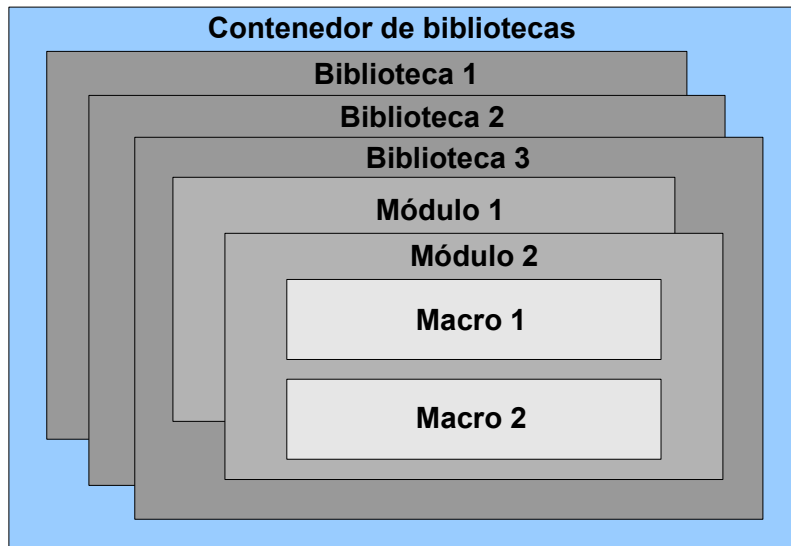 Contenedor de bibliotecas
Biblioteca 1
Biblioteca 2
Biblioteca 3
Módulo 1
Módulo 2
Macro 1
Macro 2